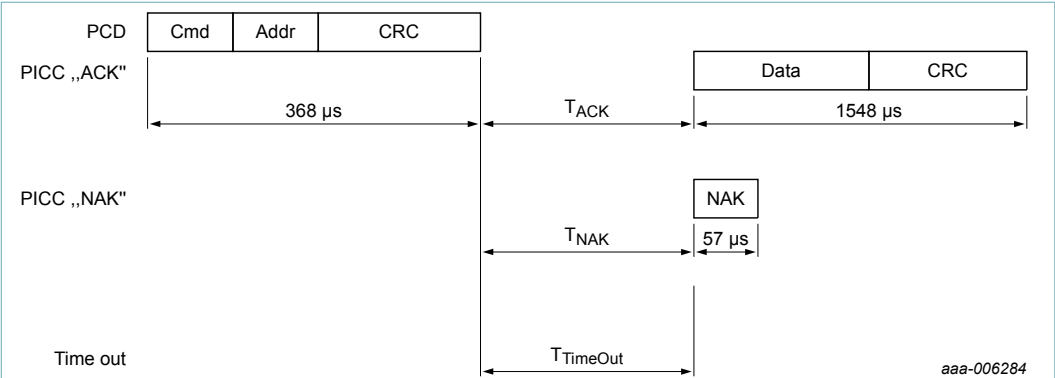 PCD Cmd Addr CRC
PICC ,,ACK" Data CRC
368 µs TACK 1548 µs
PICC ,,NAK" NAK
TNAK 57 µs
Time out TTimeOut
aaa-006284